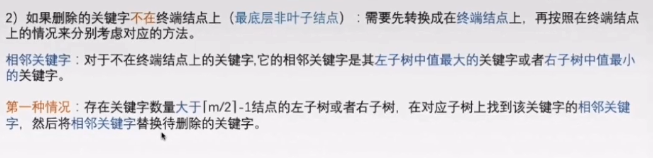 2）如果删除的关键字不在终端结点上（最底层非叶子结点）：需要先转换成在终端结点上，再按照在终端结点
上的情况来分别考虑对应的方法。
相邻关键字：对于不在终端结点上的关键字,它的相邻关键字是其左子树中值最大的关键字或者右子树中值最小
的关键字。
第一种情况：存在关键字数量大于⌈m/2⌉-1结点的左子树或者右子树，在对应子树上找到该关键字的相邻关键
字，然后将相邻关键字替换待删除的关键字。